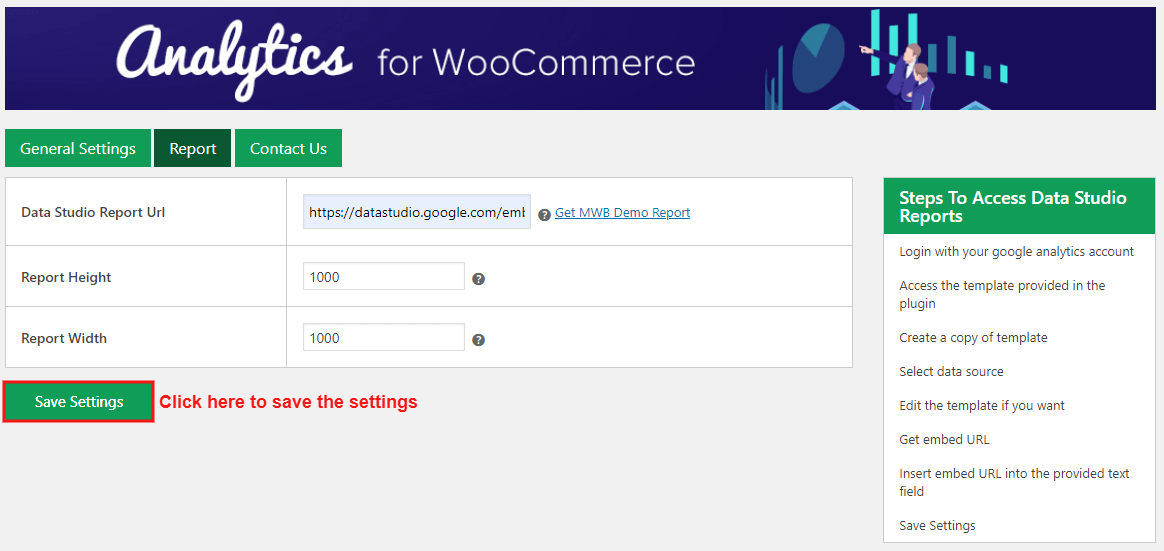 Analytics for WooCommerce
General Settings
Report
Contact Us
Data Studio Report Url
https://datastudio.google.com/emb
? Get MWB Demo Report
Report Height
1000
?
Report Width
1000
?
Save Settings
Click here to save the settings
Steps To Access Data Studio
Reports
Login with your google analytics account
Access the template provided in the
plugin
Create a copy of template
Select data source
Edit the template if you want
Get embed URL
Insert embed URL into the provided text
field
Save Settings